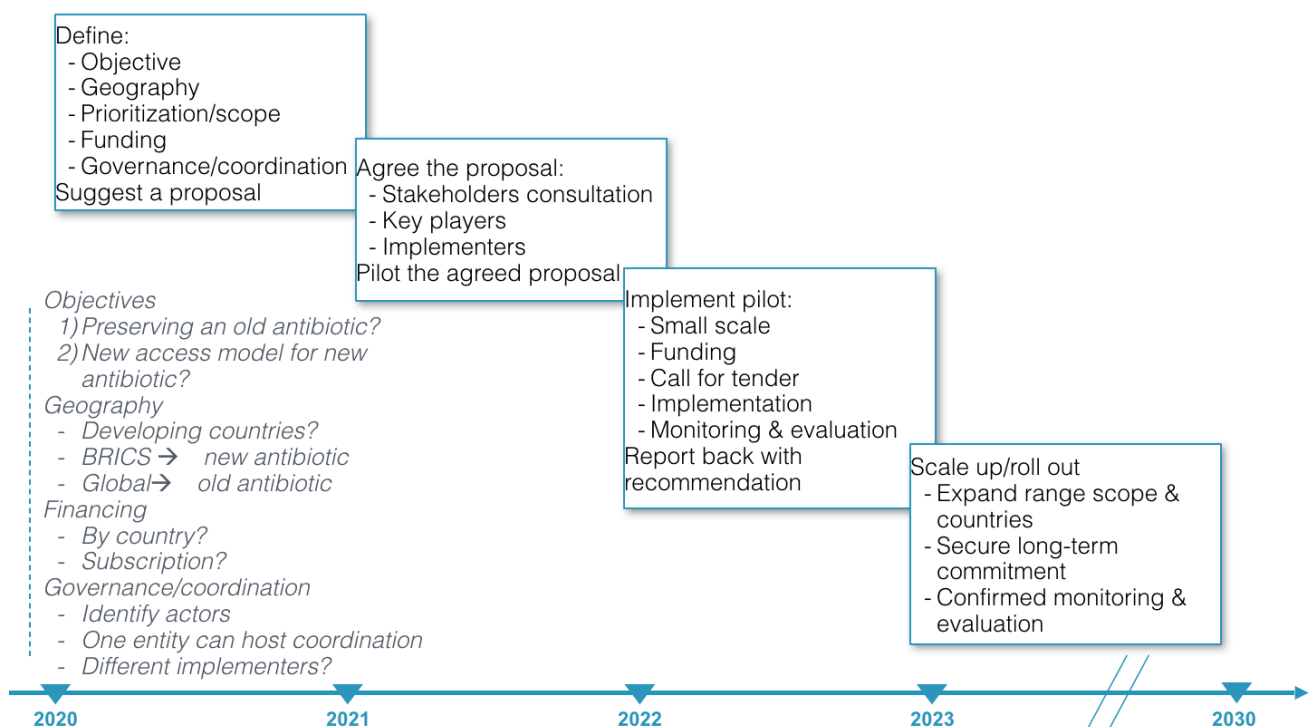 Define:
- Objective
- Geography
- Prioritization/scope
- Funding
- Governance/coordination
Suggest a proposal
Agree the proposal:
- Stakeholders consultation
- Key players
- Implementers
Pilot the agreed proposal
Implement pilot:
- Small scale
- Funding
- Call for tender
- Implementation
- Monitoring & evaluation
Report back with
recommendation
Scale up/roll out
- Expand range scope &
countries
- Secure long-term
commitment
- Confirmed monitoring &
evaluation
Objectives
1) Preserving an old antibiotic?
2) New access model for new
antibiotic?
Geography
- Developing countries?
- BRICS → new antibiotic
- Global→ old antibiotic
Financing
- By country?
- Subscription?
Governance/coordination
- Identify actors
- One entity can host coordination
- Different implementers?
2020
2021
2022
2023
2030